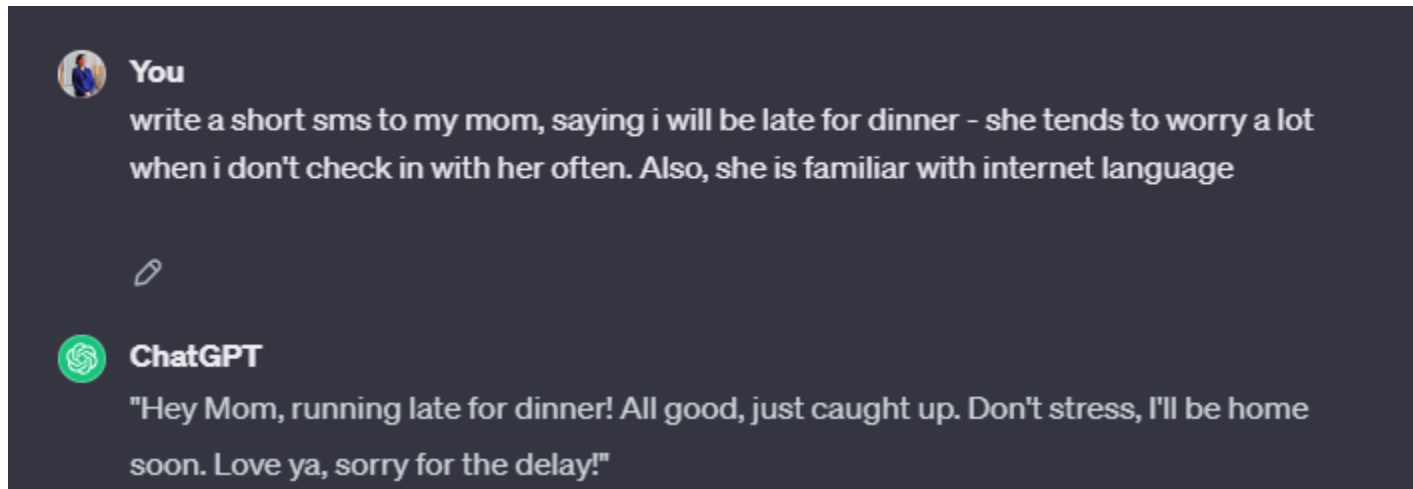 You
write a short sms to my mom, saying i will be late for dinner - she tends to worry a lot
when i don't check in with her often. Also, she is familiar with internet language
ChatGPT
"Hey Mom, running late for dinner! All good, just caught up. Don't stress, I'll be home
soon. Love ya, sorry for the delay!"